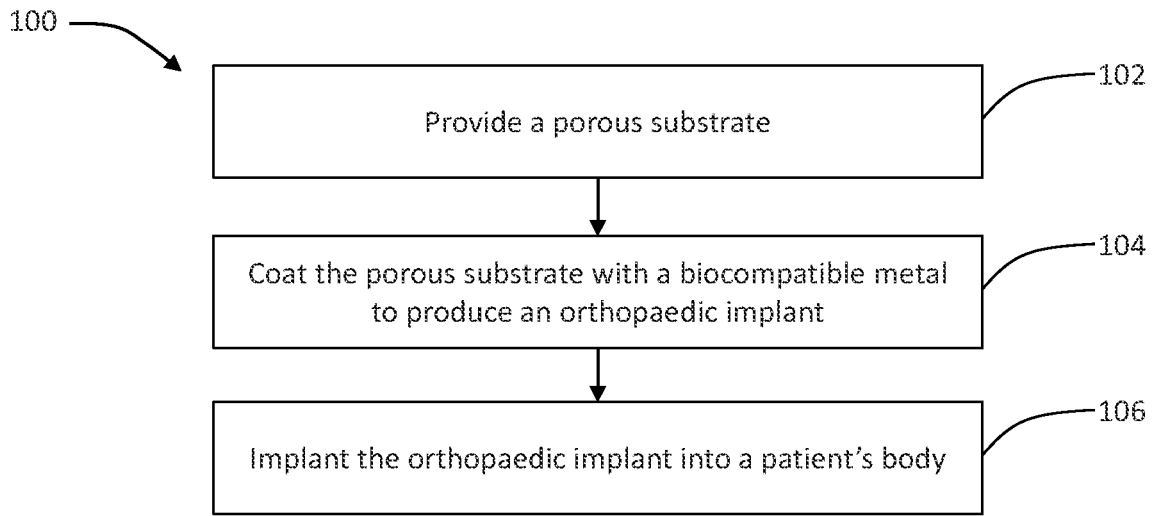 100
102
Provide a porous substrate
104
Coat the porous substrate with a biocompatible metal
to produce an orthopaedic implant
106
Implant the orthopaedic implant into a patient's body